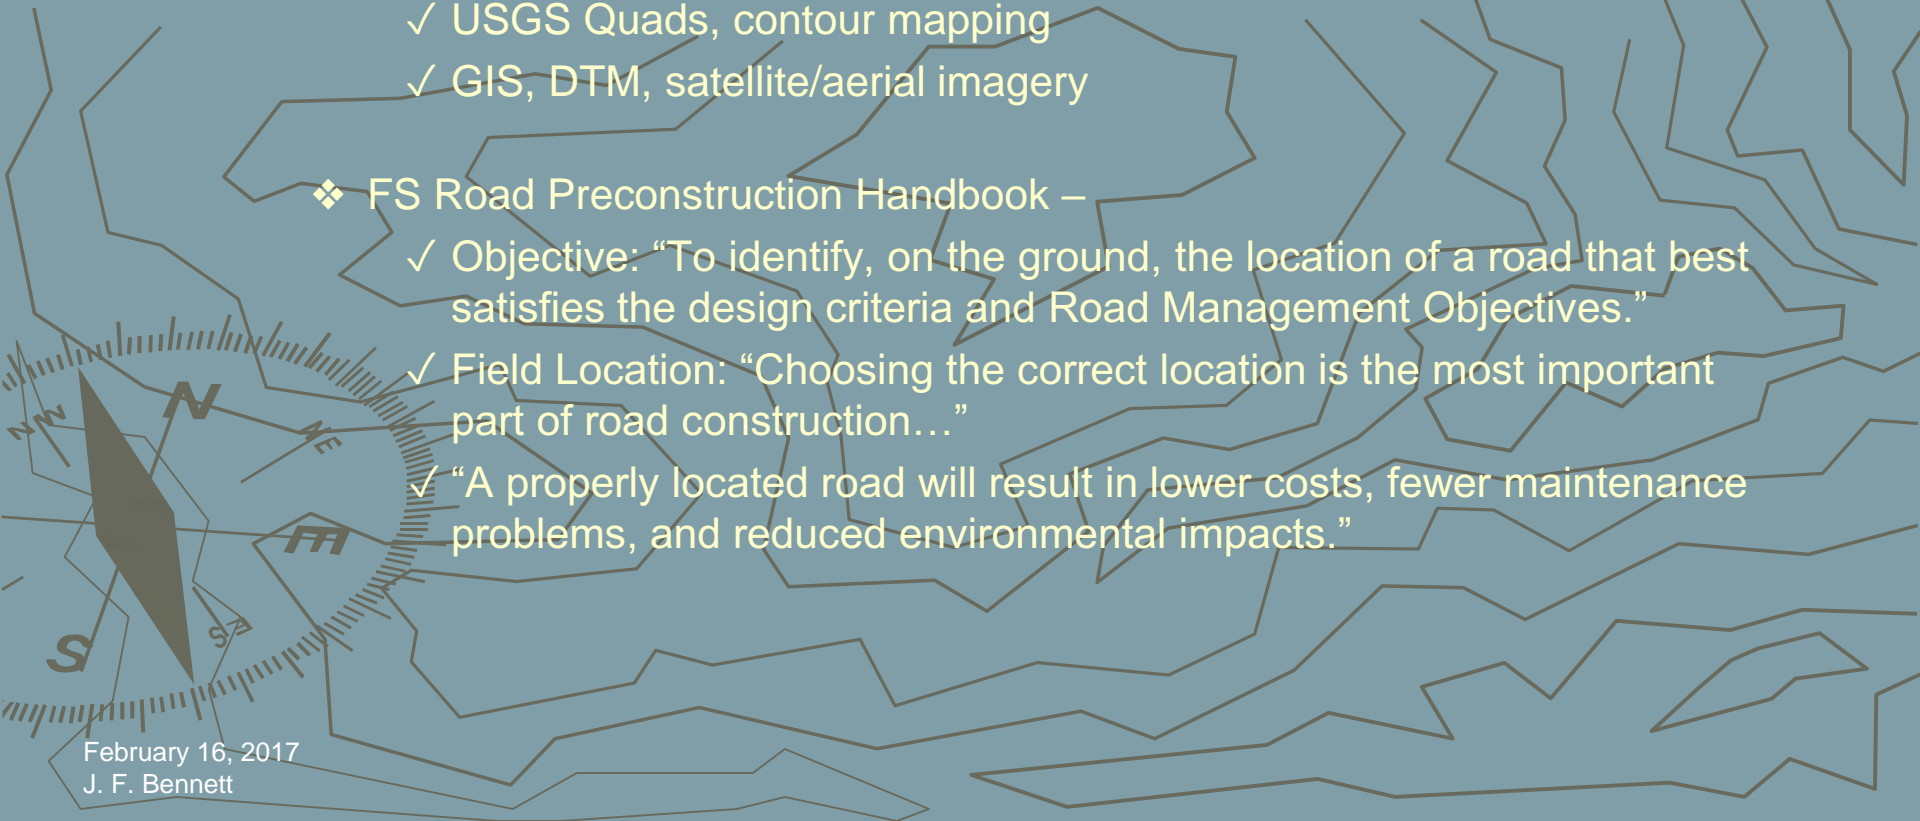 ✓ USGS Quads, contour mapping
✓ GIS, DTM, satellite/aerial imagery
❖ FS Road Preconstruction Handbook –
✓ Objective: “To identify, on the ground, the location of a road that best
satisfies the design criteria and Road Management Objectives.”
✓ Field Location: “Choosing the correct location is the most important
part of road construction…”
✓ “A properly located road will result in lower costs, fewer maintenance
problems, and reduced environmental impacts.”
N
NW
NE
E
SE
S
February 16, 2017
J. F. Bennett